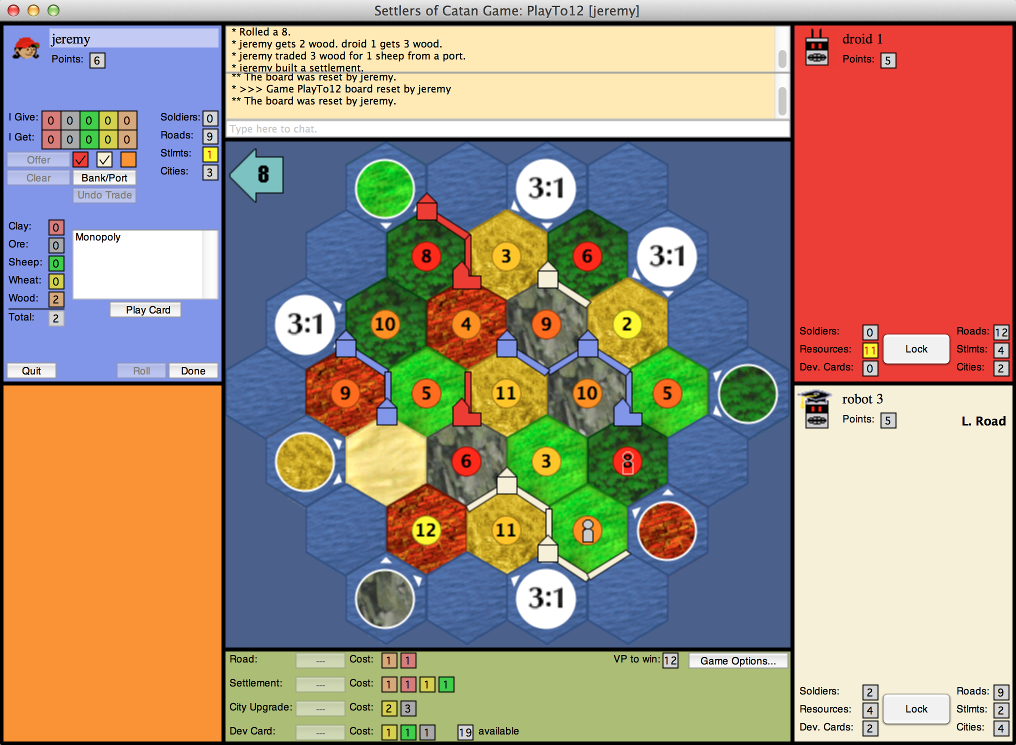 Settlers of Catan Game: PlayTo12 [jeremy]
jeremy
Points: 6
I Give: 0 0 0 0 0
I Get: 0 0 0 0 0
Offer
Clear
Bank/Port
Undo Trade
Soldiers: 0
Roads: 9
Stlmts: 1
Cities: 3
Clay: 0
Ore: 0
Sheep: 0
Wheat: 0
Wood: 2
Total: 2
Monopoly
Play Card
Quit
Roll
Done
* Rolled a 8.
* jeremy gets 2 wood. droid 1 gets 3 wood.
* jeremy traded 3 wood for 1 sheep from a port.
* jeremy built a settlement.
** The board was reset by jeremy.
* >>> Game PlayTo12 board reset by jeremy
** The board was reset by jeremy.
Type here to chat.
8
3:1
8 3 6
3:1
3:1
10 4 9 2
9 5 11 10 5
6 3 8
12 11
3:1
Road: --- Cost: 1 1
VP to win: 12
Game Options...
Settlement: --- Cost: 1 1 1 1
City Upgrade: --- Cost: 2 3
Dev Card: --- Cost: 1 1 1 19 available
droid 1
Points: 5
Soldiers: 0
Resources: 11
Dev. Cards: 0
Lock
Roads: 12
Stlmts: 4
Cities: 2
robot 3
Points: 5
L. Road
Soldiers: 2
Resources: 4
Dev. Cards: 2
Lock
Roads: 9
Stlmts: 2
Cities: 4